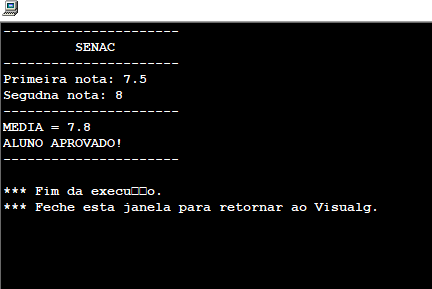 ------------------------
SENAC
------------------------
Primeira nota: 7.5
Segudna nota: 8
------------------------
MEDIA = 7.8
ALUNO APROVADO!
------------------------
*** Fim da execu□□o.
*** Feche esta janela para retornar ao Visualg.